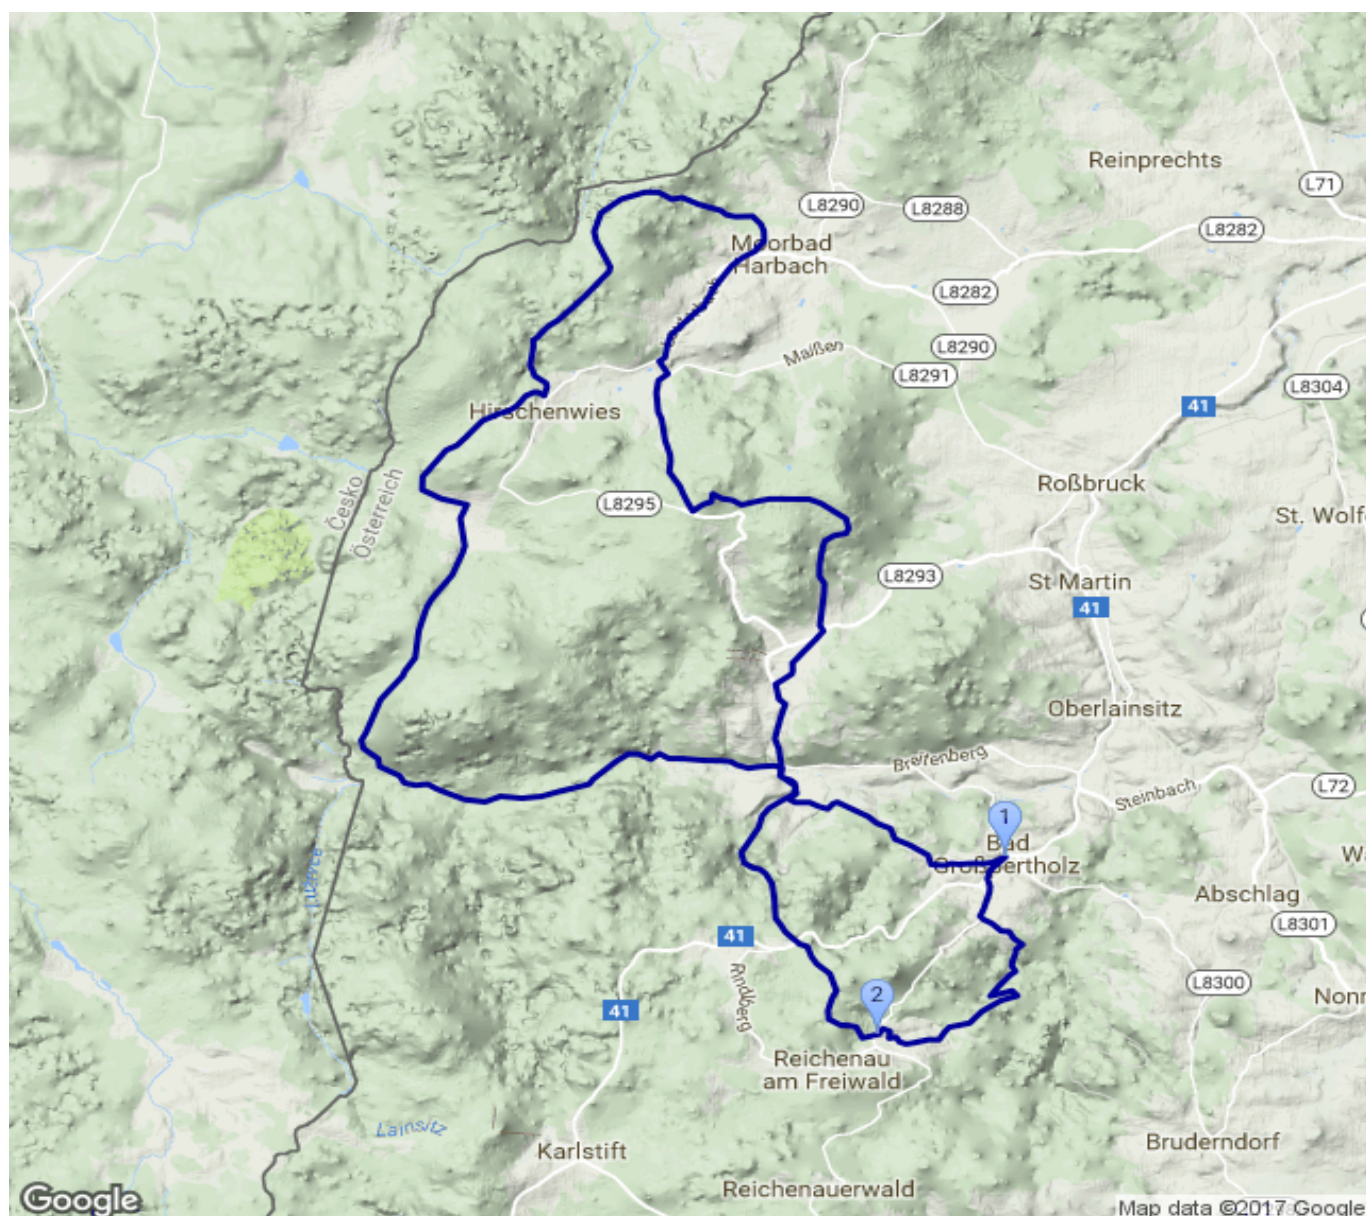 Reinprechts
L71
L8290
L8288
L8282
Moorbad
Harbach
L8282
L8290
Maißen
L8291
L8304
41
Hirschenwies
Česko
Österreich
Roßbruck
L8295
St. Wolf
L8293
St Martin
41
Oberlainsitz
Breitenberg
Steinbach
L72
1
Bad
Großpertholz
Abschlag
L8301
41
Rindlberg
L8300
2
41
Reichenau
am Freiwald
Lainsitz
Karlstift
Bruderndorf
Reichenauerwald
Google
Map data ©2017 Google